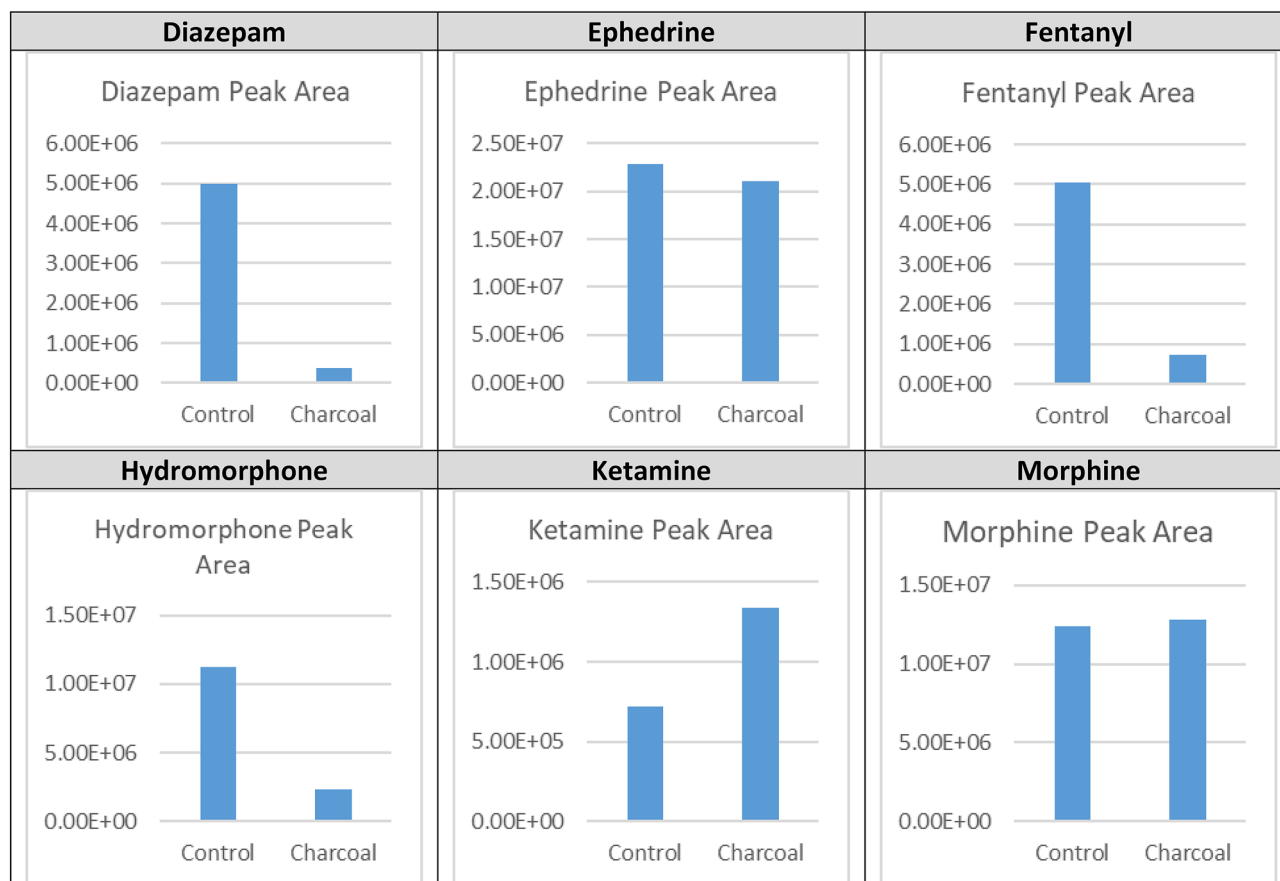 Diazepam
Ephedrine
Fentanyl
Diazepam Peak Area
6.00E+06
5.00E+06
4.00E+06
3.00E+06
2.00E+06
1.00E+06
0.00E+00
Control
Charcoal
Ephedrine Peak Area
2.50E+07
2.00E+07
1.50E+07
1.00E+07
5.00E+06
0.00E+00
Control
Charcoal
Fentanyl Peak Area
6.00E+06
5.00E+06
4.00E+06
3.00E+06
2.00E+06
1.00E+06
0.00E+00
Control
Charcoal
Hydromorphone
Ketamine
Morphine
Hydromorphone Peak
Area
1.50E+07
1.00E+07
5.00E+06
0.00E+00
Control
Charcoal
Ketamine Peak Area
1.50E+06
1.00E+06
5.00E+05
0.00E+00
Control
Charcoal
Morphine Peak Area
1.50E+07
1.00E+07
5.00E+06
0.00E+00
Control
Charcoal